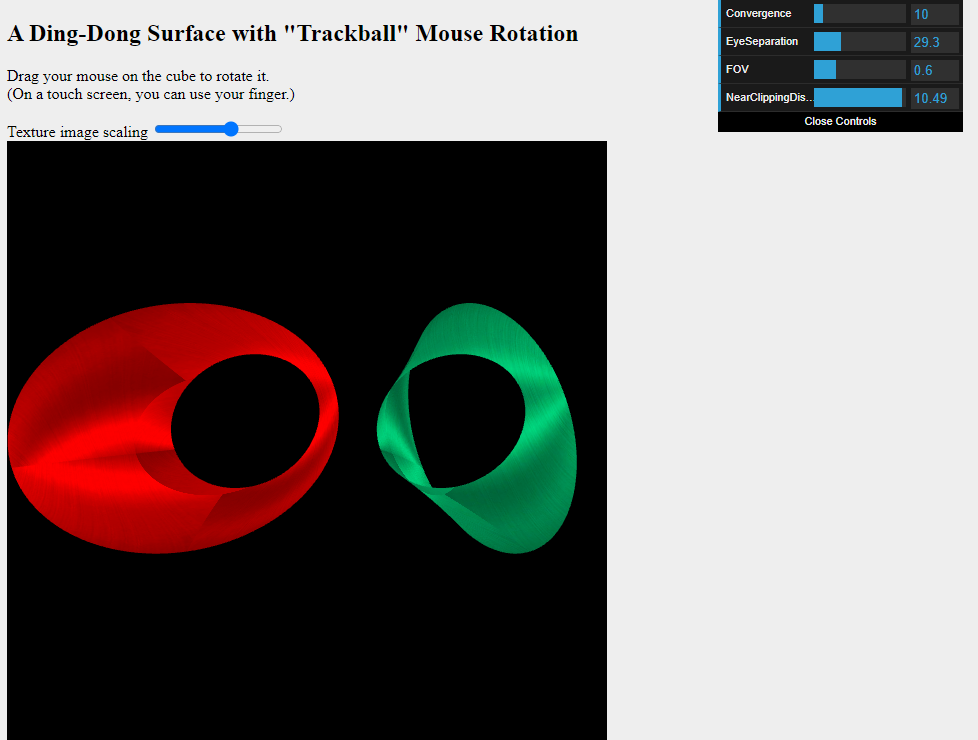 A Ding-Dong Surface with "Trackball" Mouse Rotation
Drag your mouse on the cube to rotate it.
(On a touch screen, you can use your finger.)
Texture image scaling
Convergence 10
EyeSeparation 29.3
FOV 0.6
NearClippingDis... 10.49
Close Controls